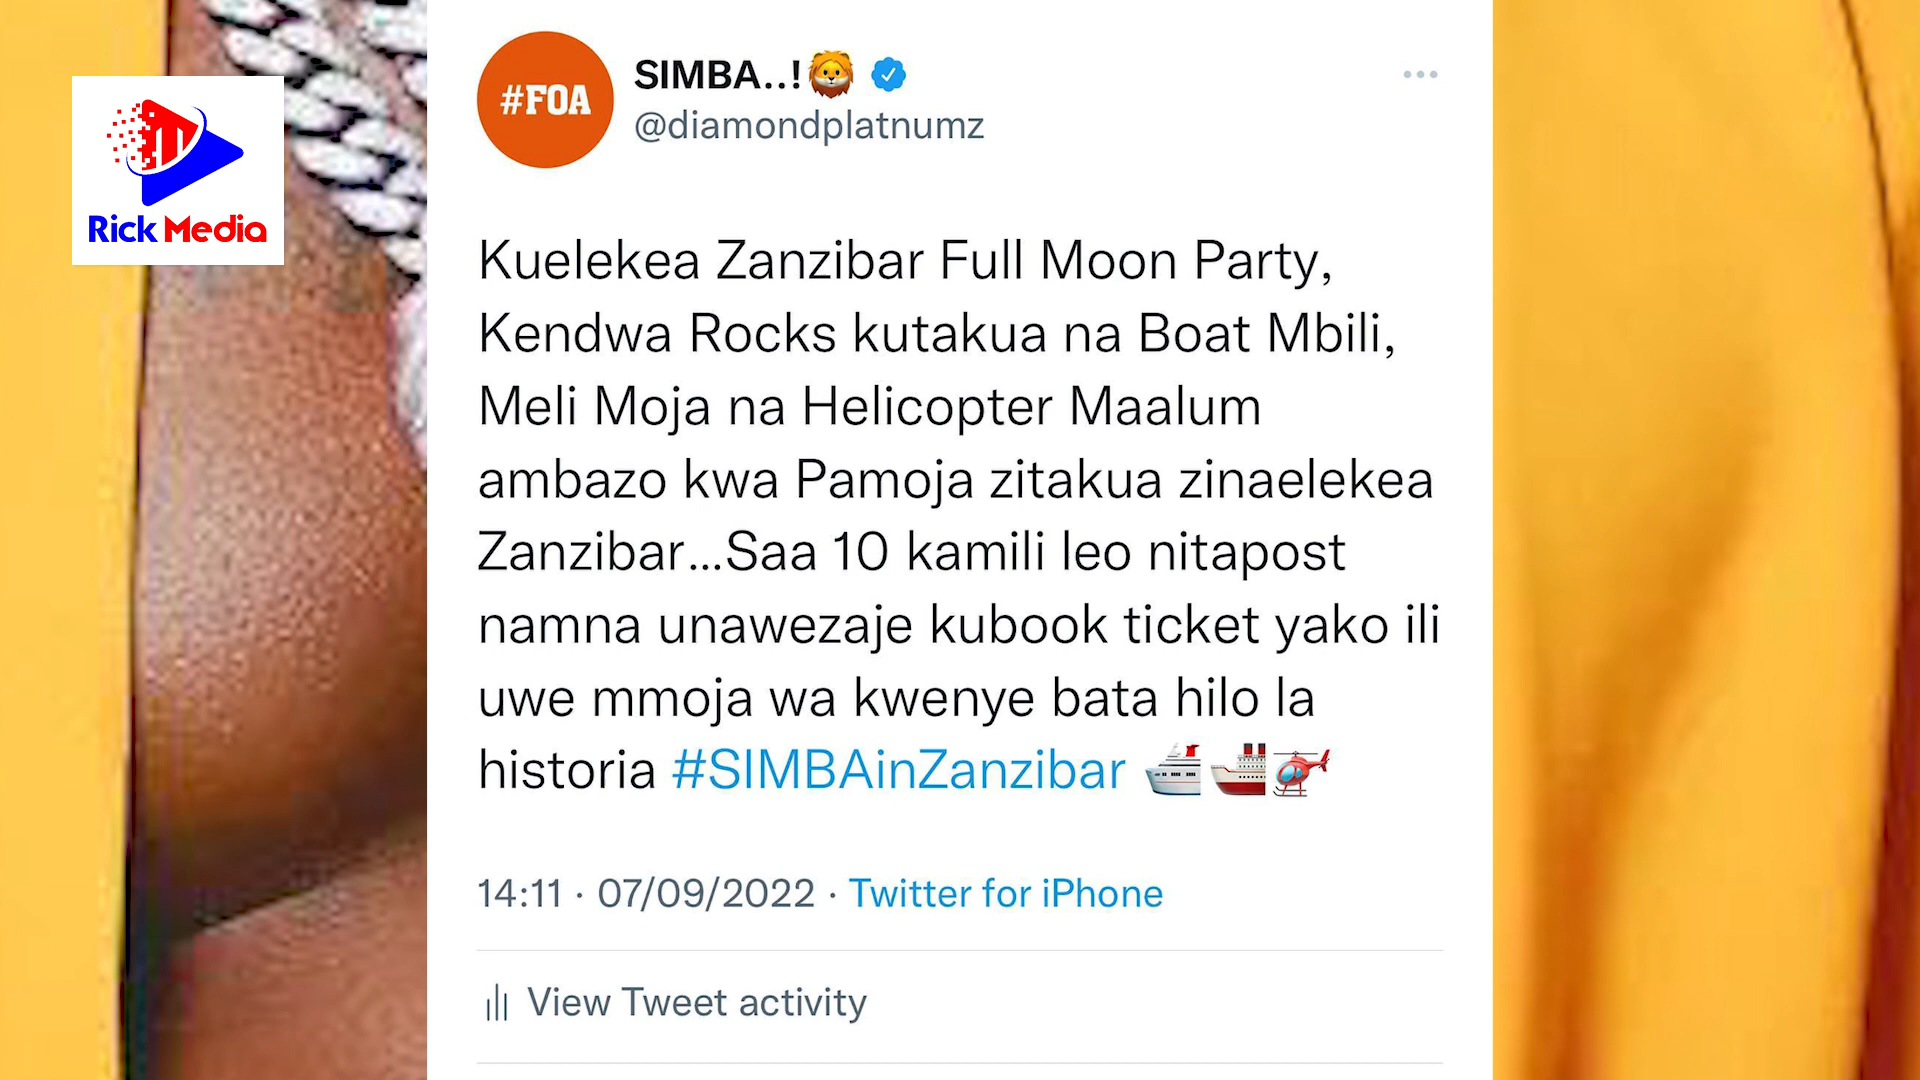 Rick Media
#FOA
SIMBA..!🦁
@diamondplatnumz
Kuelekea Zanzibar Full Moon Party,
Kendwa Rocks kutakua na Boat Mbili,
Meli Moja na Helicopter Maalum
ambazo kwa Pamoja zitakua zinaelekea
Zanzibar...Saa 10 kamili leo nitapost
namna unawezaje kubook ticket yako ili
uwe mmoja wa kwenye bata hilo la
historia #SIMBAinZanzibar 🛳🚢🚁
14:11 · 07/09/2022 · Twitter for iPhone
View Tweet activity